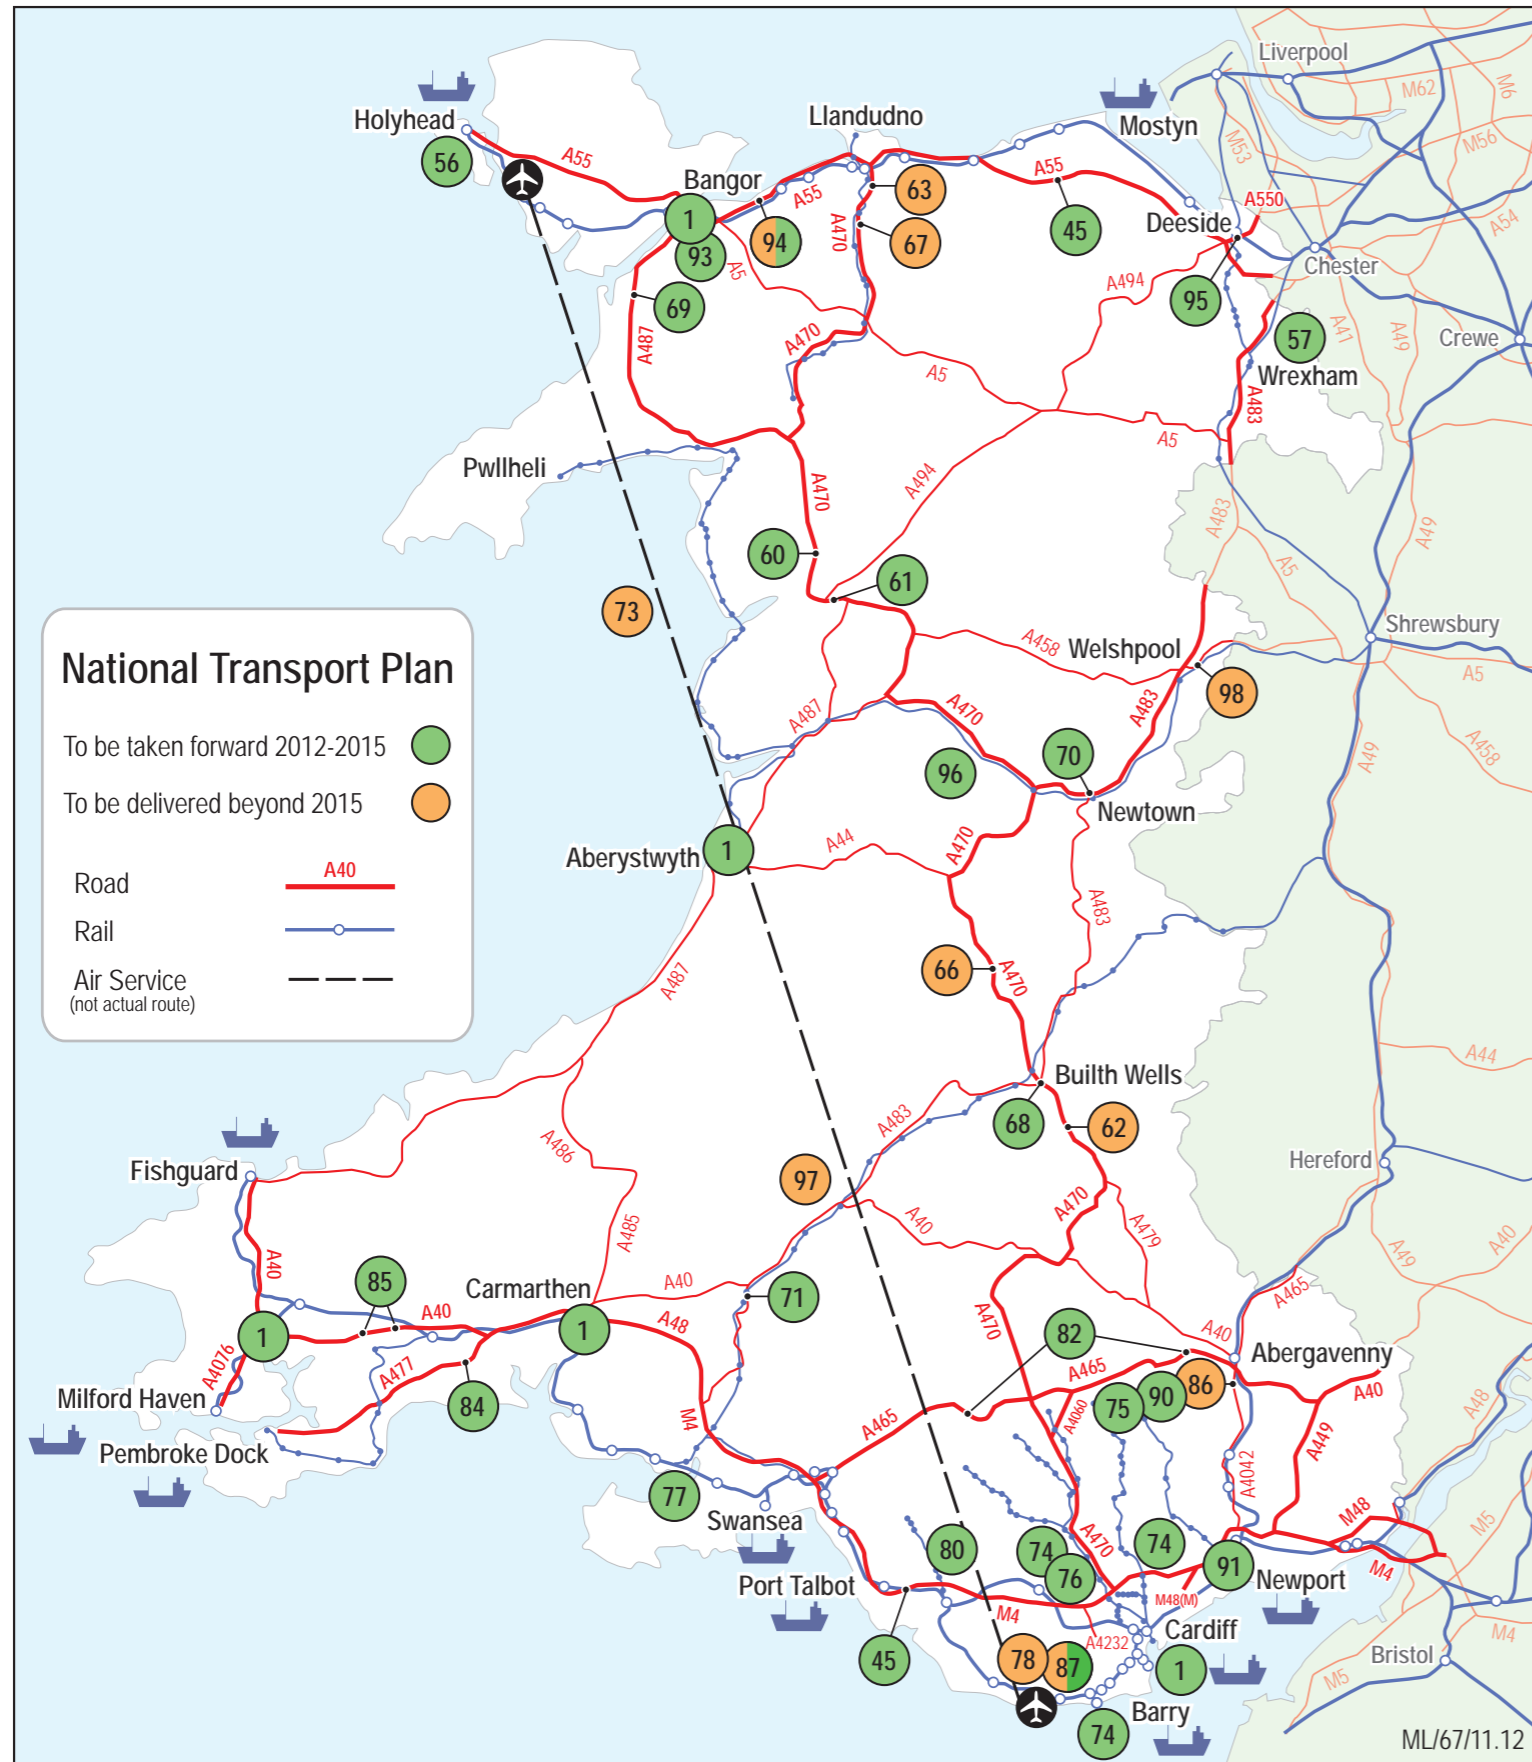 Liverpool
M62
M6
Holyhead
Llandudno
Mostyn
M53
M56
56
A55
Bangor
A55
63
A55
A550
A54
1
94
A470
67
45
Deeside
93
A5
A494
Chester
69
95
A487
A470
57
A41
A49
Crewe
A5
Wrexham
A483
A5
Pwllheli
A494
A470
A483
A49
60
A5
61
73
Shrewsbury
A458
Welshpool
A5
National Transport Plan
98
A487
A470
A483
To be taken forward 2012-2015
70
A49
A458
96
To be delivered beyond 2015
Newtown
A470
A44
Aberystwyth
1
Road
A40
A483
Rail
66
A470
A487
Air Service
(not actual route)
A44
Builth Wells
68
62
A483
Fishguard
A486
Hereford
97
A470
A40
A479
A485
A40
A49
A40
85
Carmarthen
A40
71
A465
A40
A48
A470
82
1
1
A40
Abergavenny
A4076
A477
A465
86
A40
Milford Haven
84
75
90
A48
M4
A465
A4060
A449
Pembroke Dock
A4042
77
M48
M5
Swansea
80
74
A470
74
76
91
M4
Port Talbot
Newport
M4
M48(M)
M4
Cardiff
45
78
87
A4232
1
Bristol
M5
Barry
74
ML/67/11.12